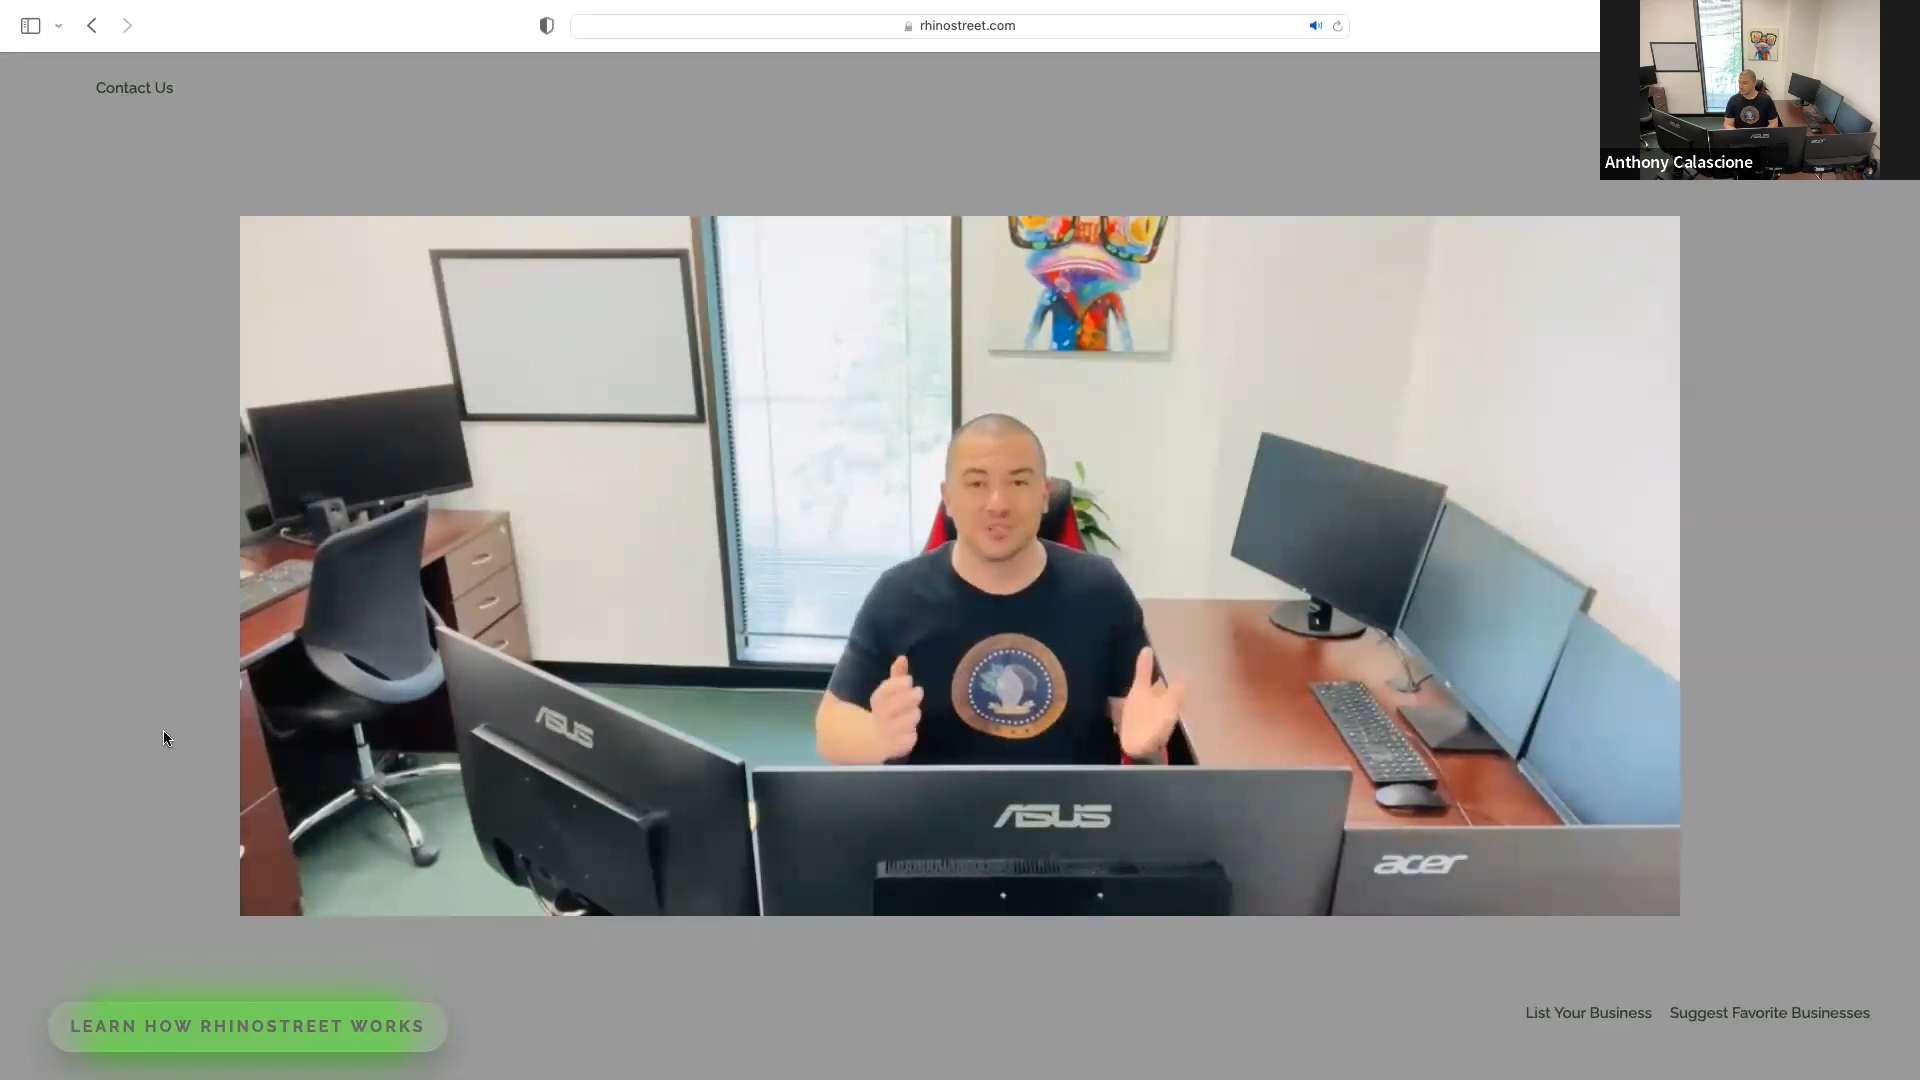 rhinostreet.com
Contact Us
Anthony Calascione
ASUS
ASUS
acer
LEARN HOW RHINOSTREET WORKS
List Your Business
Suggest Favorite Businesses